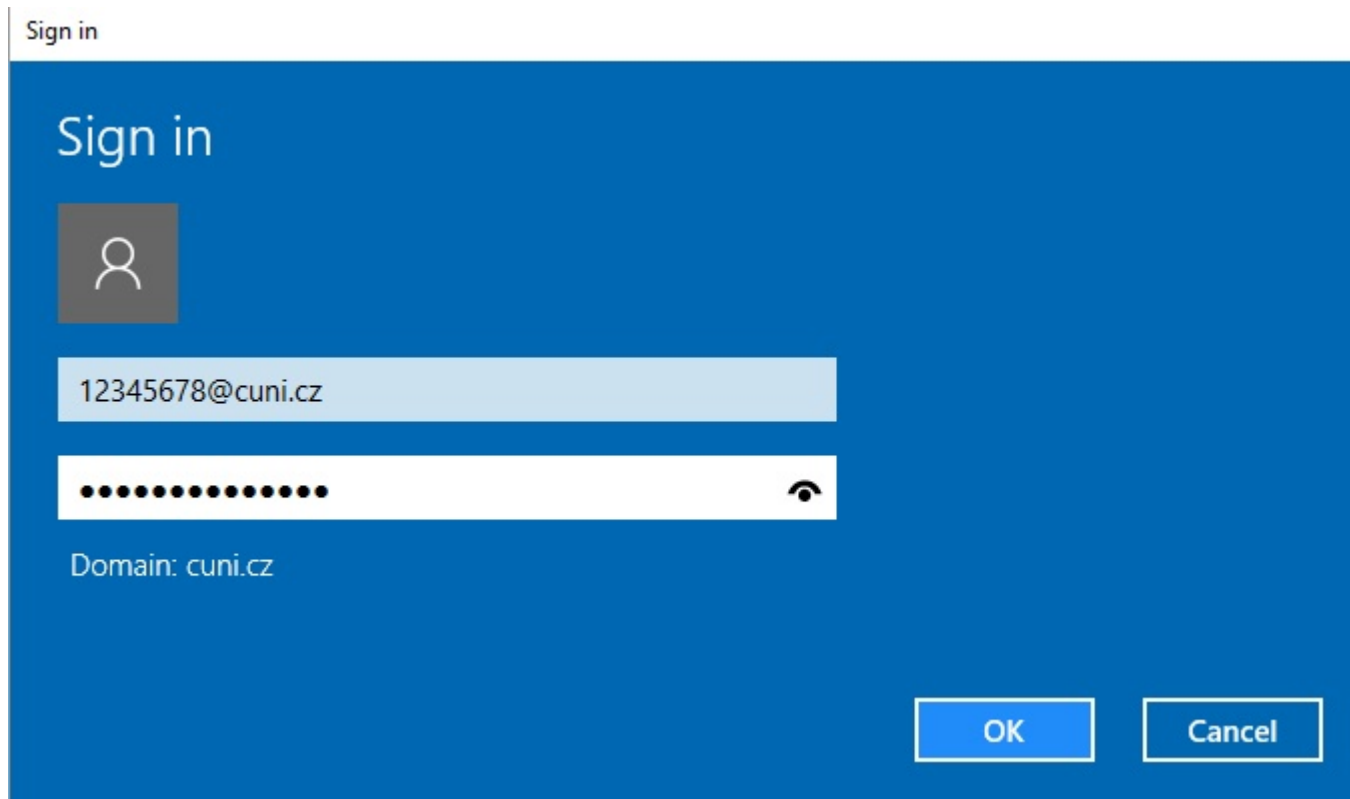 Sign in
Sign in
12345678@cuni.cz
••••••••••••••
Domain: cuni.cz
OK Cancel